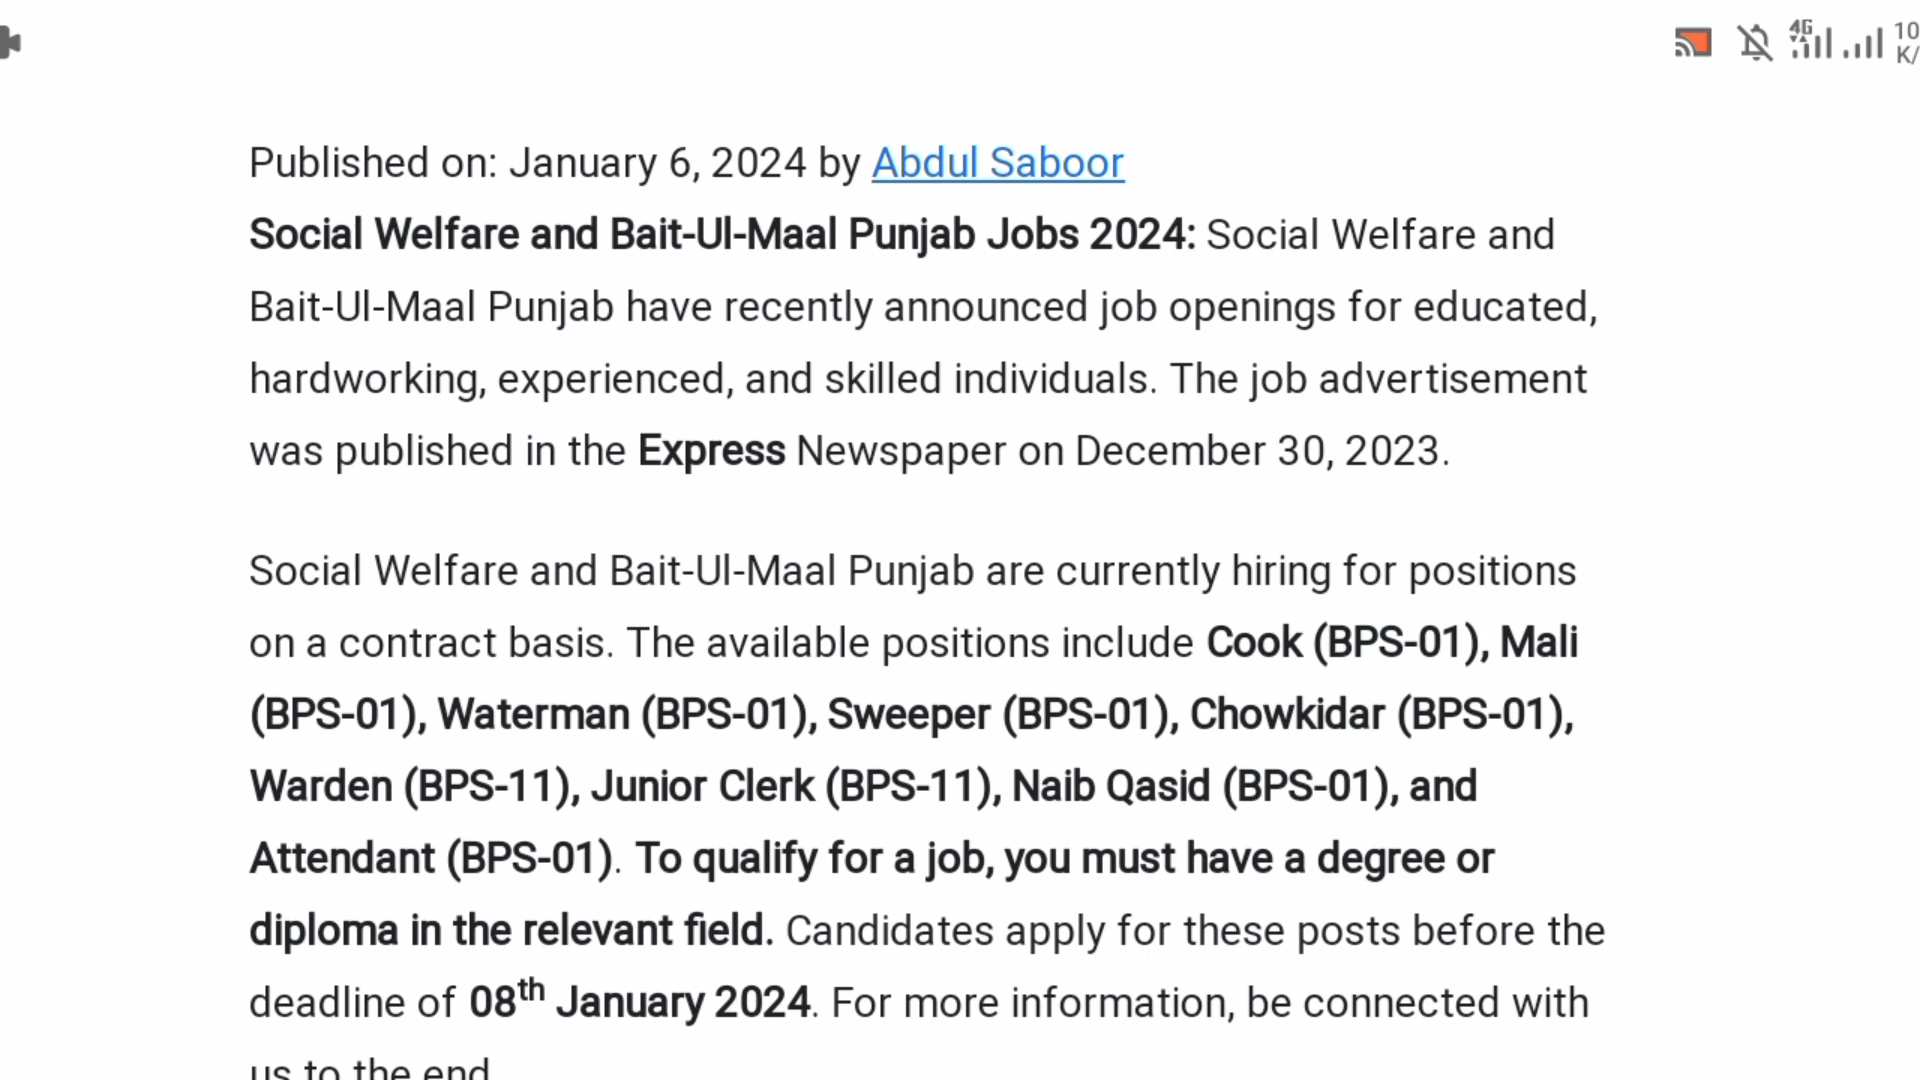 4G
10
K/
Published on: January 6, 2024 by Abdul Saboor
Social Welfare and Bait-Ul-Maal Punjab Jobs 2024: Social Welfare and
Bait-Ul-Maal Punjab have recently announced job openings for educated,
hardworking, experienced, and skilled individuals. The job advertisement
was published in the Express Newspaper on December 30, 2023.
Social Welfare and Bait-Ul-Maal Punjab are currently hiring for positions
on a contract basis. The available positions include Cook (BPS-01), Mali
(BPS-01), Waterman (BPS-01), Sweeper (BPS-01), Chowkidar (BPS-01),
Warden (BPS-11), Junior Clerk (BPS-11), Naib Qasid (BPS-01), and
Attendant (BPS-01). To qualify for a job, you must have a degree or
diploma in the relevant field. Candidates apply for these posts before the
deadline of 08th January 2024. For more information, be connected with
us to the end